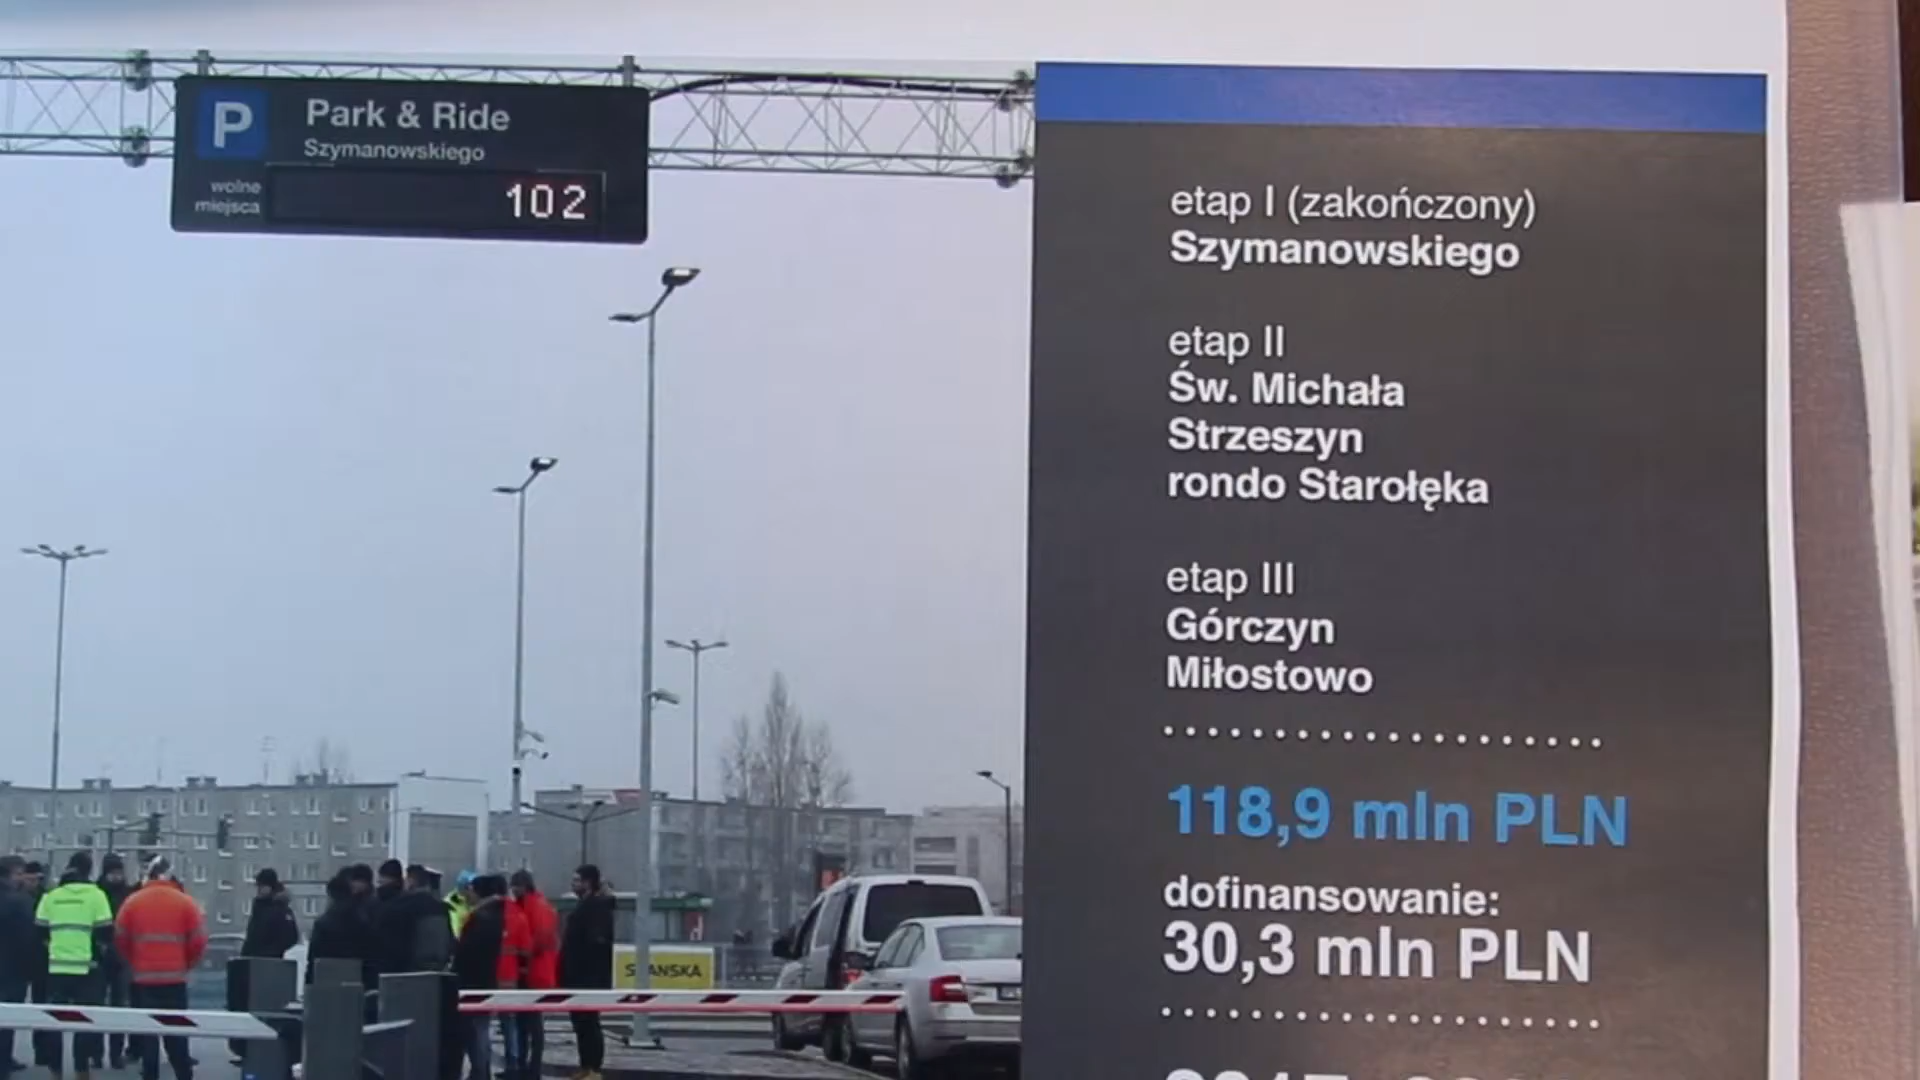 P
Park & Ride
Szymanowskiego
wolne
miejsca
102
SKANSKA
etap I (zakończony)
Szymanowskiego
etap II
Św. Michała
Strzeszyn
rondo Starołęka
etap III
Górczyn
Miłostowo
118,9 mln PLN
dofinansowanie:
30,3 mln PLN